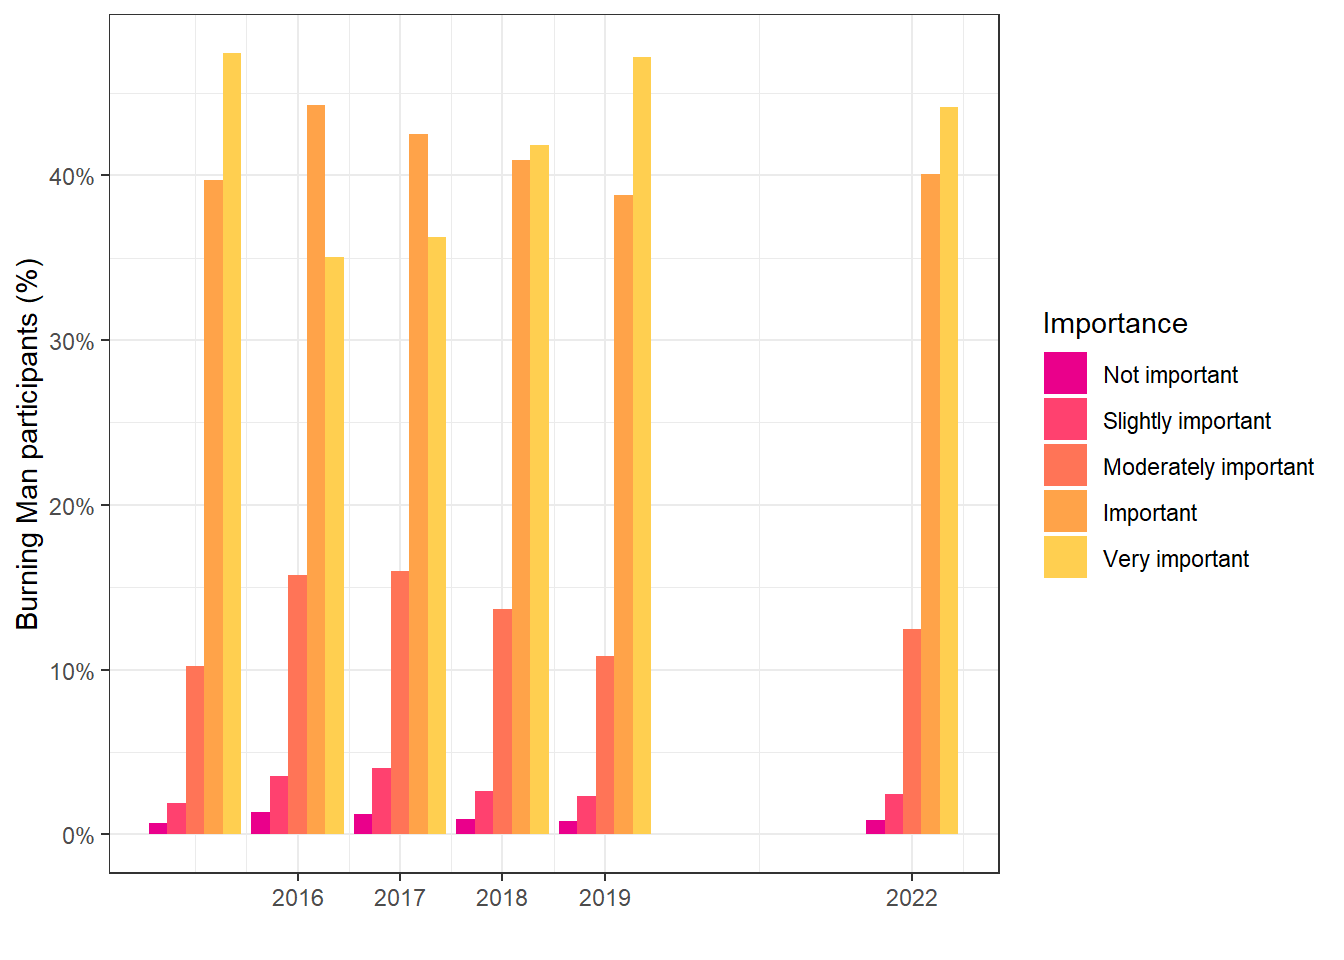 Burning Man participants (%)
40%
30%
20%
10%
0%
2016 2017 2018 2019 2022
Importance
Not important
Slightly important
Moderately important
Important
Very important